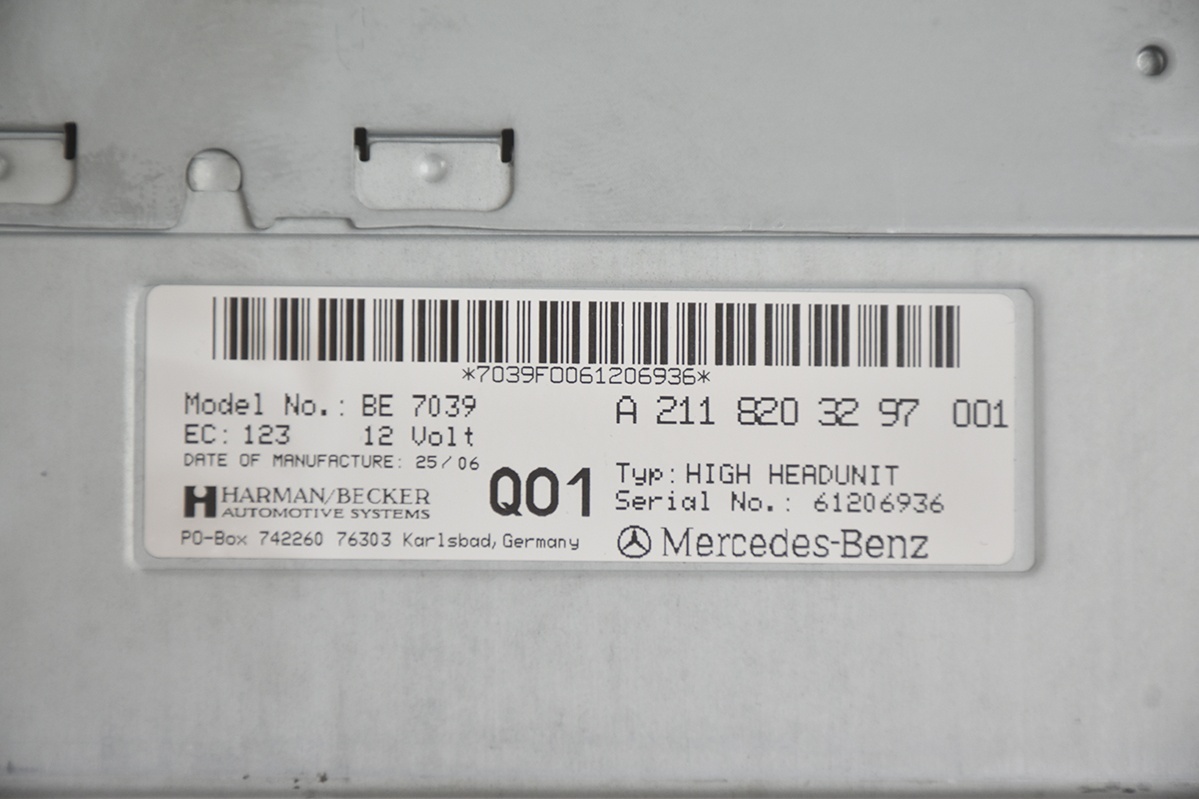 *7039F0061206936*
Model No.: BE 7039
A 211 820 32 97 001
EC: 123 12 Volt
DATE OF MANUFACTURE: 25/06
Q01
Typ: HIGH HEADUNIT
HARMAN/BECKER
AUTOMOTIVE SYSTEMS
Serial No.: 61206936
PO-Box 742260 76303 Karlsbad, Germany
Mercedes-Benz